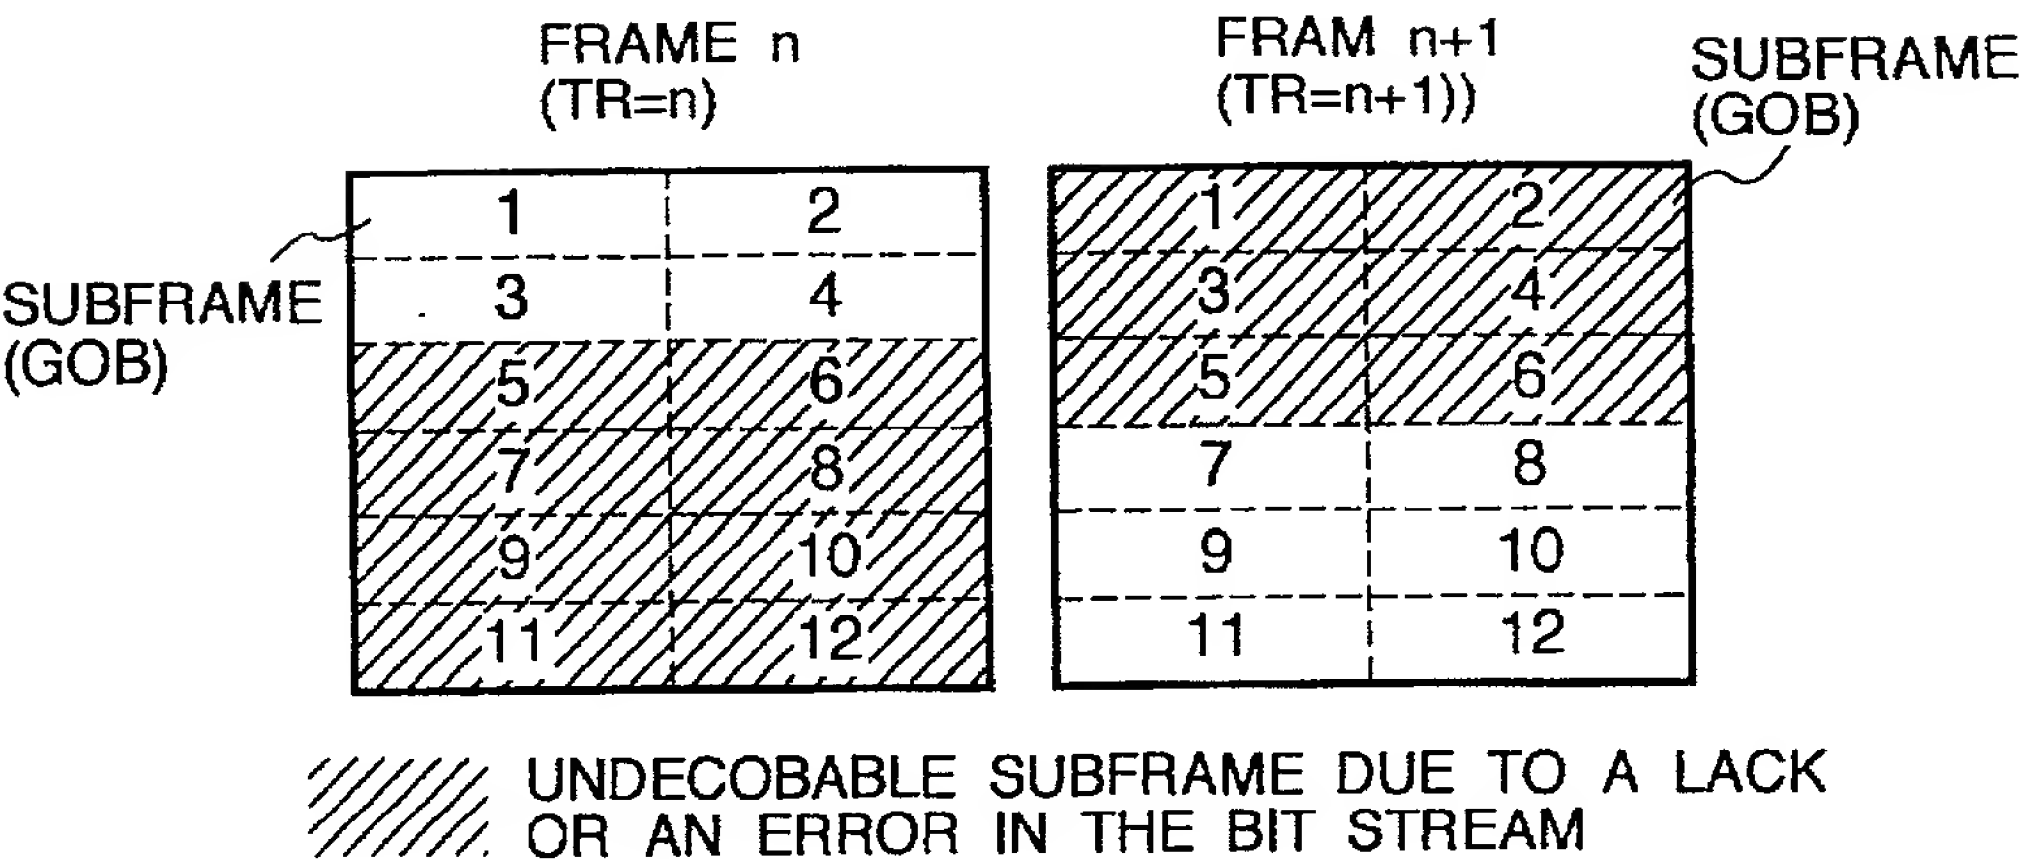 FRAME n
(TR=n)
FRAM n+1
(TR=n+1))
SUBFRAME
(GOB)
SUBFRAME
(GOB)
1 2
3 4
5 6
7 8
9 10
11 12
1 2
3 4
5 6
7 8
9 10
11 12
UNDECOBABLE SUBFRAME DUE TO A LACK
OR AN ERROR IN THE BIT STREAM